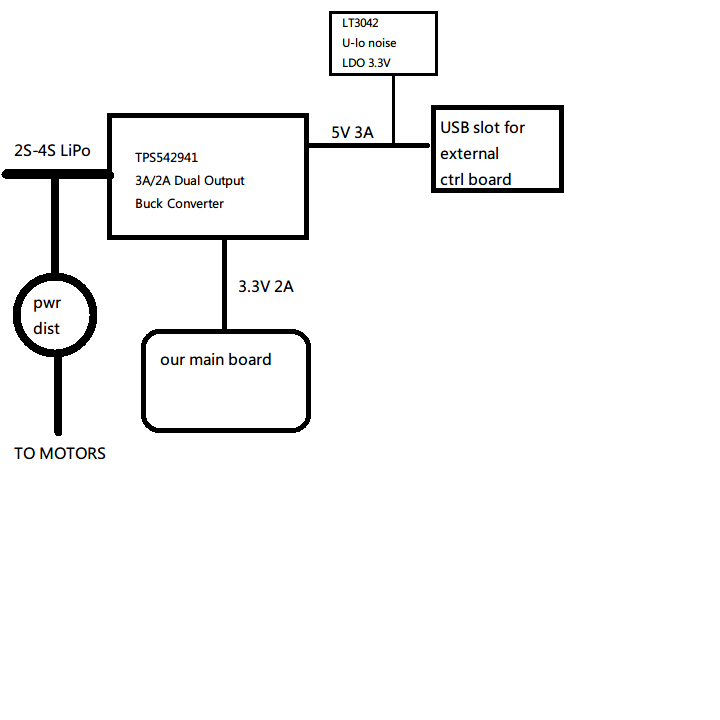 LT3042
U-lo noise
LDO 3.3V
5V 3A
USB slot for
external
ctrl board
2S-4S LiPo
TPS542941
3A/2A Dual Output
Buck Converter
3.3V 2A
pwr
dist
our main board
TO MOTORS